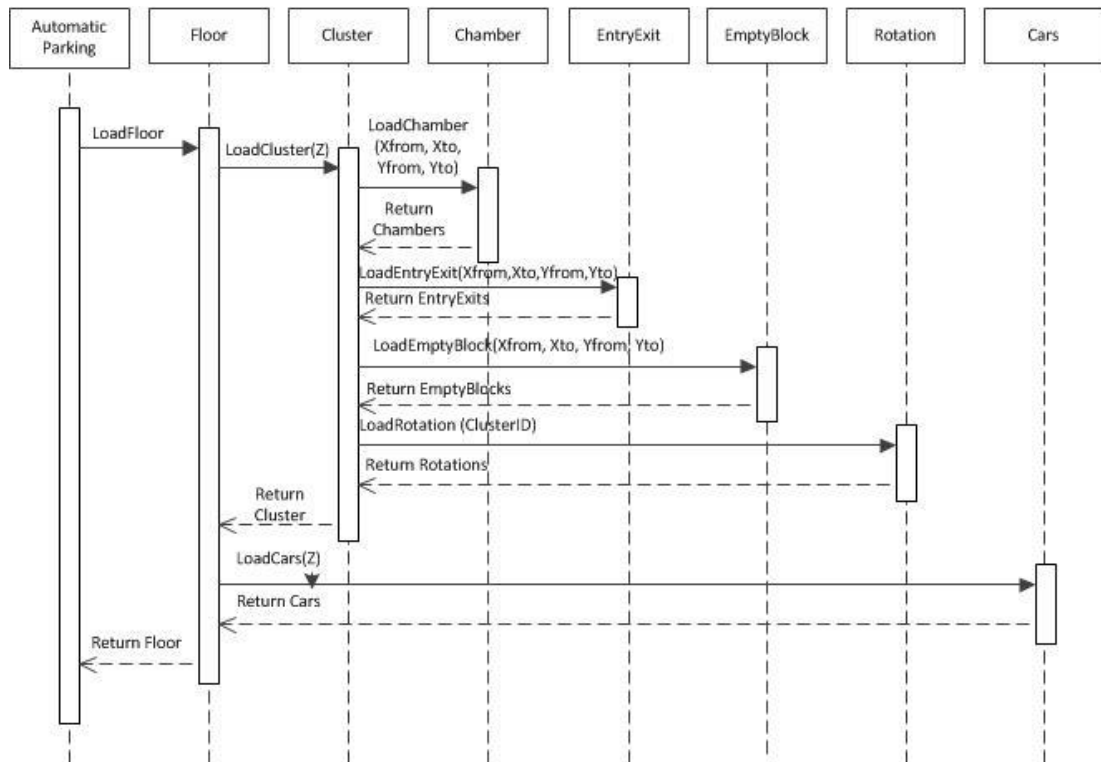 Automatic
Parking
Floor
Cluster
Chamber
EntryExit
EmptyBlock
Rotation
Cars
LoadFloor
LoadCluster(Z)
LoadChamber
(Xfrom, Xto,
Yfrom, Yto)
Return
Chambers
LoadEntryExit(Xfrom,Xto,Yfrom,Yto)
Return EntryExits
LoadEmptyBlock(Xfrom, Xto, Yfrom, Yto)
Return EmptyBlocks
LoadRotation (ClusterID)
Return Rotations
Return
Cluster
LoadCars(Z)
Return Cars
Return Floor